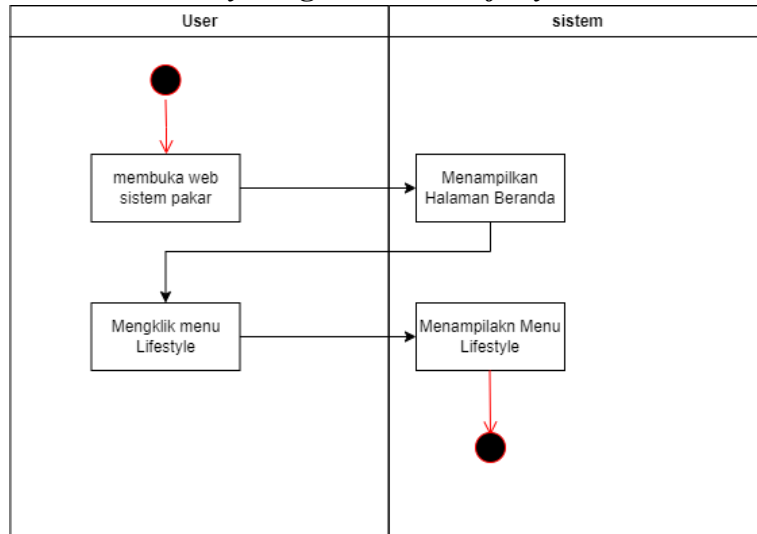 User
sistem
membuka web
sistem pakar
Menampilkan
Halaman Beranda
Mengklik menu
Lifestyle
Menampilakn Menu
Lifestyle